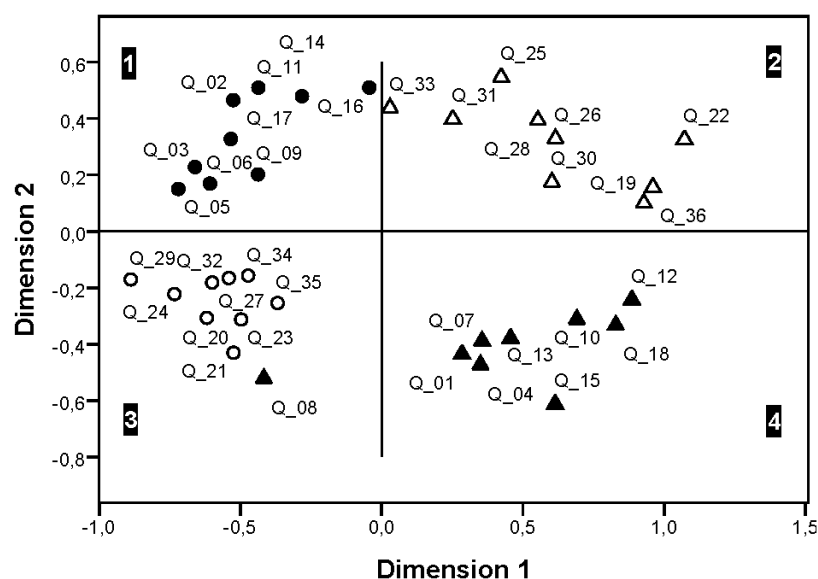 1
2
Q_14
Q_25
Q_11
Q_02
Q_33
Q_31
Q_16
Q_17
Q_26
Q_22
Q_03
Q_06
Q_09
Q_28
Q_30
Q_19
Q_05
Q_36
Q_29
Q_32
Q_34
Q_35
Q_12
Q_24
Q_27
Q_07
Q_20
Q_23
Q_10
Q_13
Q_18
Q_21
Q_01
Q_04
Q_15
Q_08
3
4
0,6
0,4
0,2
0,0
-0,2
-0,4
-0,6
-0,8
Dimension 2
-1,0
-0,5
0,0
0,5
1,0
1,5
Dimension 1